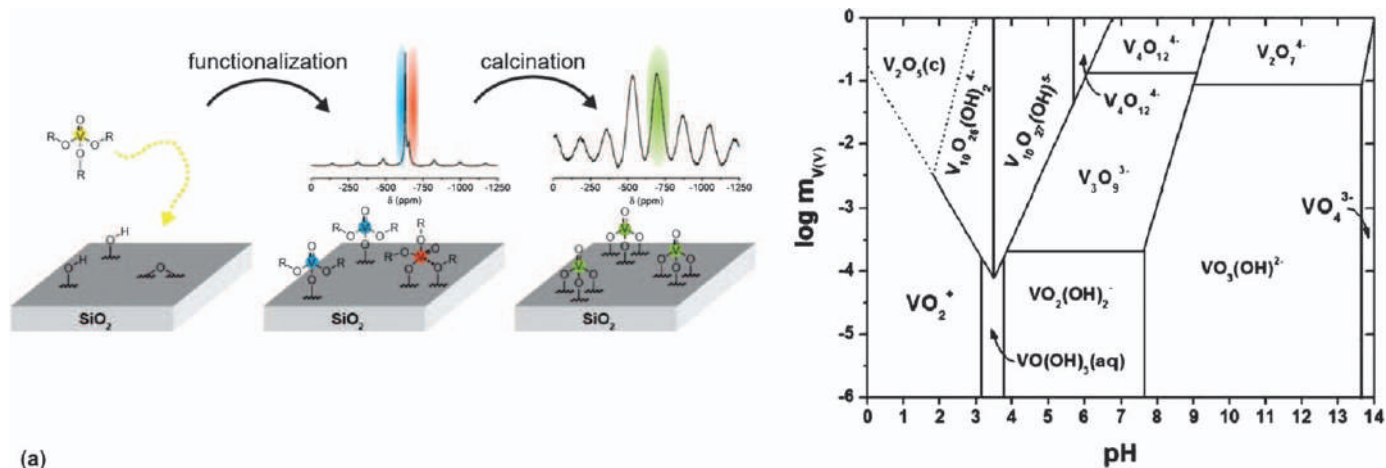 functionalization
calcination
O
V
R O O R
O
R
0 -250 -500 -750 -1000 -1250
δ (ppm)
0 -250 -500 -750 -1000 -1250
δ (ppm)
H
O
H
O
O
SiO2
O
V
R O O R
O
O
V
R O O R
O
R
O
R O V O
O O R
SiO2
O
V
O O O
O
V
O O O
O
V
O O O
SiO2
(a)
log m V(V)
0
-1
-2
-3
-4
-5
-6
V2O5(c)
V10O26(OH)2 4-
V10O27(OH)5-
V4O12 4-
V4O12 4-
V2O7 4-
V3O9 3-
VO4 3-
VO3(OH)2-
VO2+
VO2(OH)2-
VO(OH)3(aq)
0 1 2 3 4 5 6 7 8 9 10 11 12 13 14
pH